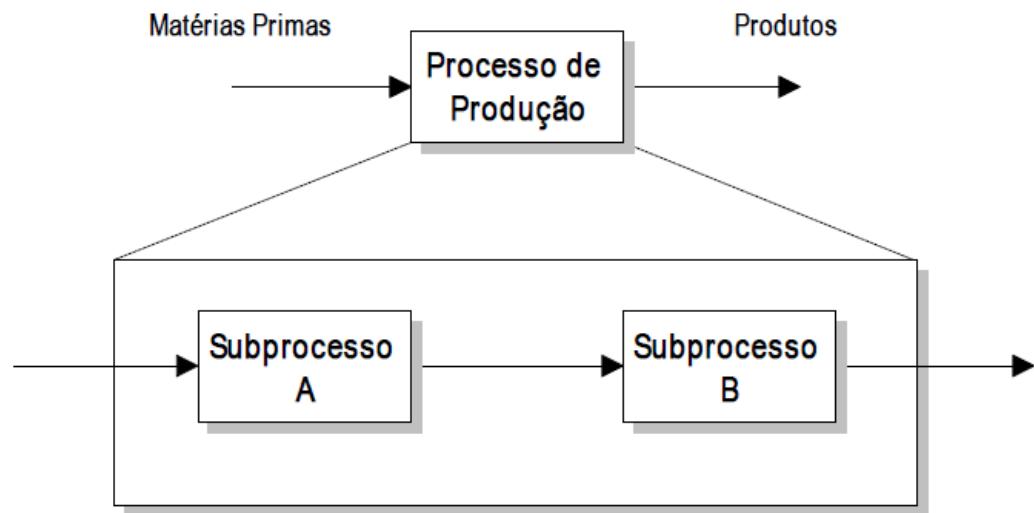 Matérias Primas
Produtos
Processo de
Produção
Subprocesso
A
Subprocesso
B